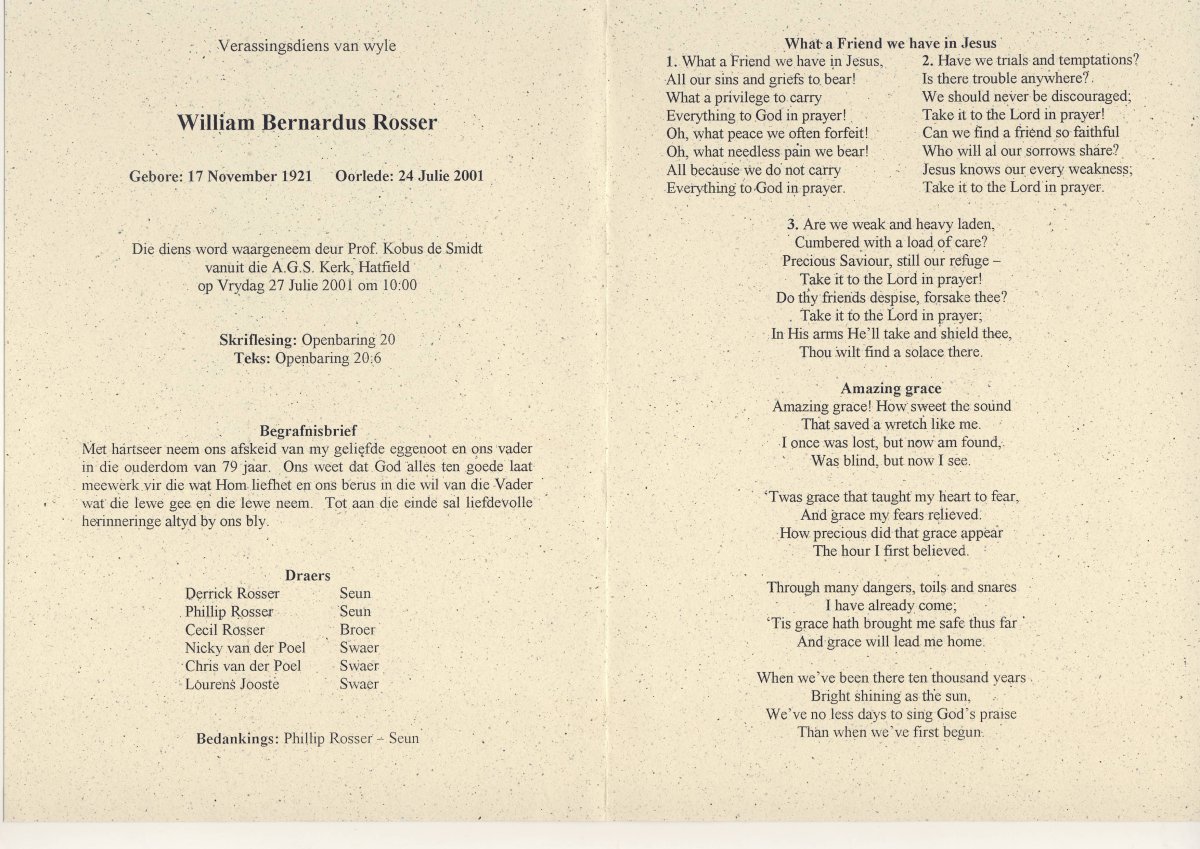 Verassingsdiens van wyle
William Bernardus Rosser
Gebore: 17 November 1921 Oorlede: 24 Julie 2001
Die diens word waargeneem deur Prof. Kobus de Smidt
vanuit die A.G.S. Kerk, Hatfield
op Vrydag 27 Julie 2001 om 10:00
Skriflesing: Openbaring 20
Teks: Openbaring 20:6
Begrafnisbrief
Met hartseer neem ons afskeid van my geliefde eggenoot en ons vader
in die ouderdom van 79 jaar. Ons weet dat God alles ten goede laat
meewerk vir die wat Hom liefhet en ons berus in die wil van die Vader
wat die lewe gee en die lewe neem. Tot aan die einde sal liefdevolle
herinneringe altyd by ons bly.
Draers
Derrick Rosser Seun
Phillip Rosser Seun
Cecil Rosser Broer
Nicky van der Poel Swaer
Chris van der Poel Swaer
Lourens Jooste Swaer
Bedankings: Phillip Rosser – Seun
What a Friend we have in Jesus
1. What a Friend we have in Jesus,
All our sins and griefs to bear!
What a privilege to carry
Everything to God in prayer!
Oh, what peace we often forfeit!
Oh, what needless pain we bear!
All because we do not carry
Everything to God in prayer.
2. Have we trials and temptations?
Is there trouble anywhere?
We should never be discouraged;
Take it to the Lord in prayer!
Can we find a friend so faithful
Who will al our sorrows share?
Jesus knows our every weakness;
Take it to the Lord in prayer.
3. Are we weak and heavy laden,
Cumbered with a load of care?
Precious Saviour, still our refuge –
Take it to the Lord in prayer!
Do thy friends despise, forsake thee?
Take it to the Lord in prayer;
In His arms He'll take and shield thee,
Thou wilt find a solace there.
Amazing grace
Amazing grace! How sweet the sound
That saved a wretch like me.
I once was lost, but now am found,
Was blind, but now I see.
‘Twas grace that taught my heart to fear,
And grace my fears relieved.
How precious did that grace appear
The hour I first believed.
Through many dangers, toils and snares
I have already come;
‘Tis grace hath brought me safe thus far
And grace will lead me home.
When we’ve been there ten thousand years
Bright shining as the sun,
We’ve no less days to sing God’s praise
Than when we’ve first begun.